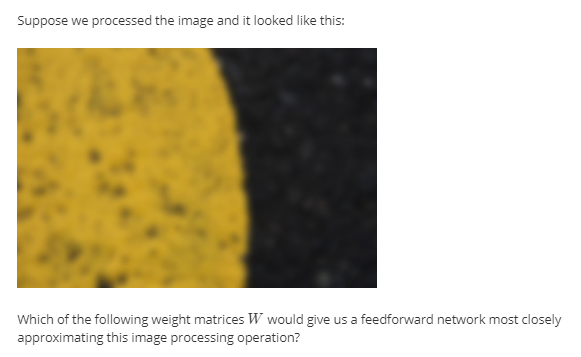 Suppose we processed the image and it looked like this:
Which of the following weight matrices W would give us a feedforward network most closely
approximating this image processing operation?